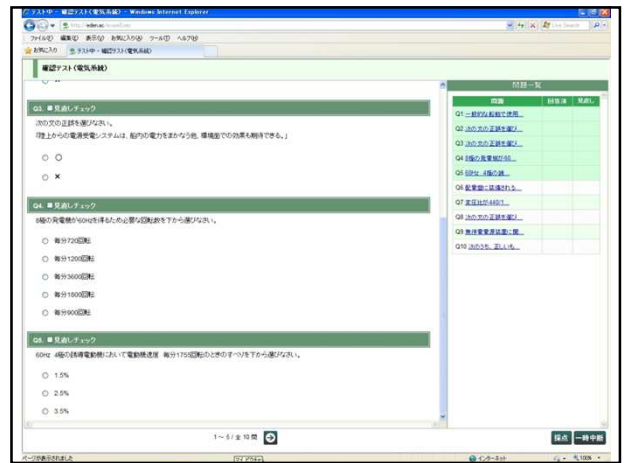 テスト中 - 確認テスト(電気系統) - Windows Internet Explorer
ファイル(F) 編集(E) 表示(V) お気に入り(A) ツール(T) ヘルプ(H)
お気に入り テスト中 - 確認テスト(電気系統)
確認テスト(電気系統)
Q3. ■見直しチェック
次の文の正誤を選びなさい。
「陸上からの電源受電システムは、船内の電力をまかなう他、環境面での効果も期待できる。」
○
×
Q4. ■見直しチェック
8極の発電機が60Hzを得るため必要な回転数を下から選びなさい。
毎分720回転
毎分1200回転
毎分3600回転
毎分1800回転
毎分900回転
Q5. ■見直しチェック
60Hz 4極の誘導電動機において電動機速度 毎分1755回転のときのすべりを下から選びなさい。
1.5%
2.5%
3.5%
1～ 5 / 全 10 問
問題一覧
問題 回答済 見直し
Q1 一般的な船舶で使用...
Q2 次の文の正誤を選び...
Q3 次の文の正誤を選び...
Q4 8極の発電機が60...
Q5 60Hz 4極の誘...
Q6 配電盤に装備される...
Q7 変圧比が440/1...
Q8 次の文の正誤を選び...
Q9 無停電電源装置に関...
Q10 次のうち、正しいも...
採点 一時中断
ページが表示されました
インターネット
100%